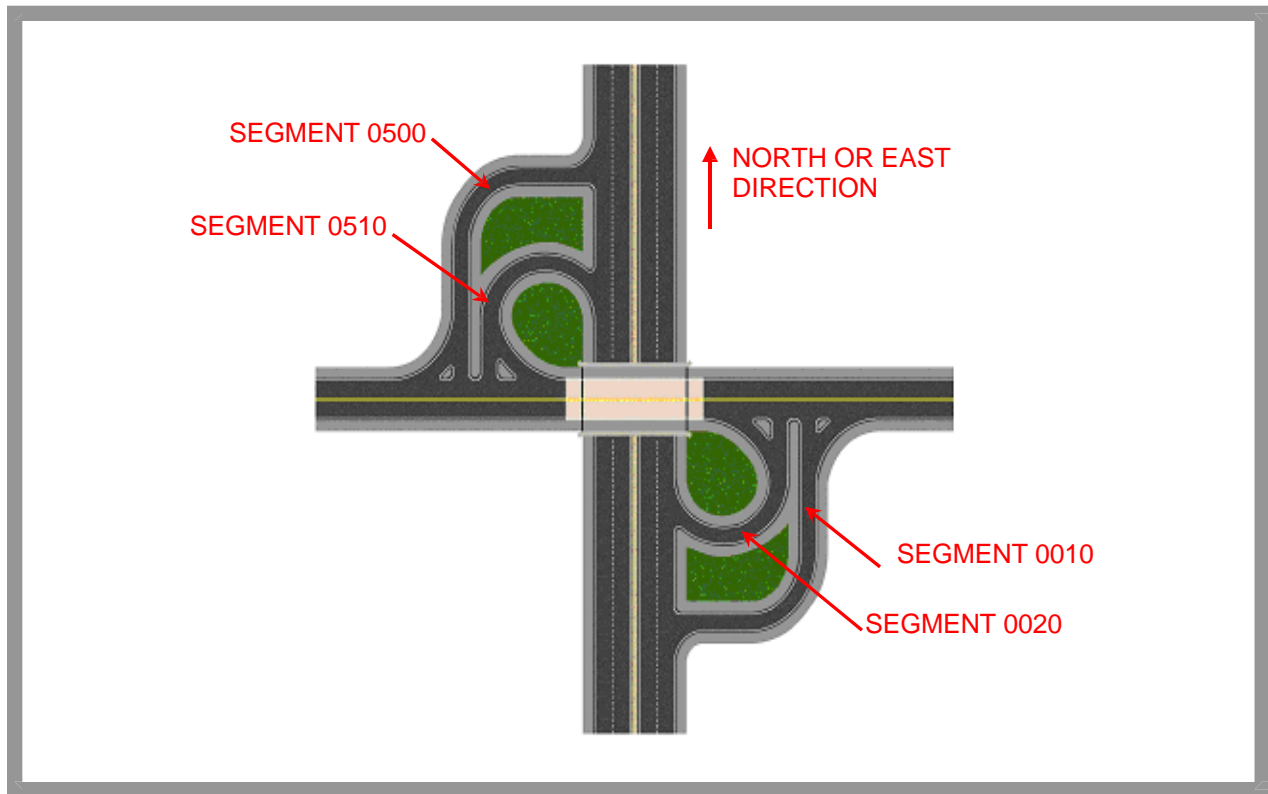 SEGMENT 0500
NORTH OR EAST
DIRECTION
SEGMENT 0510
SEGMENT 0010
SEGMENT 0020